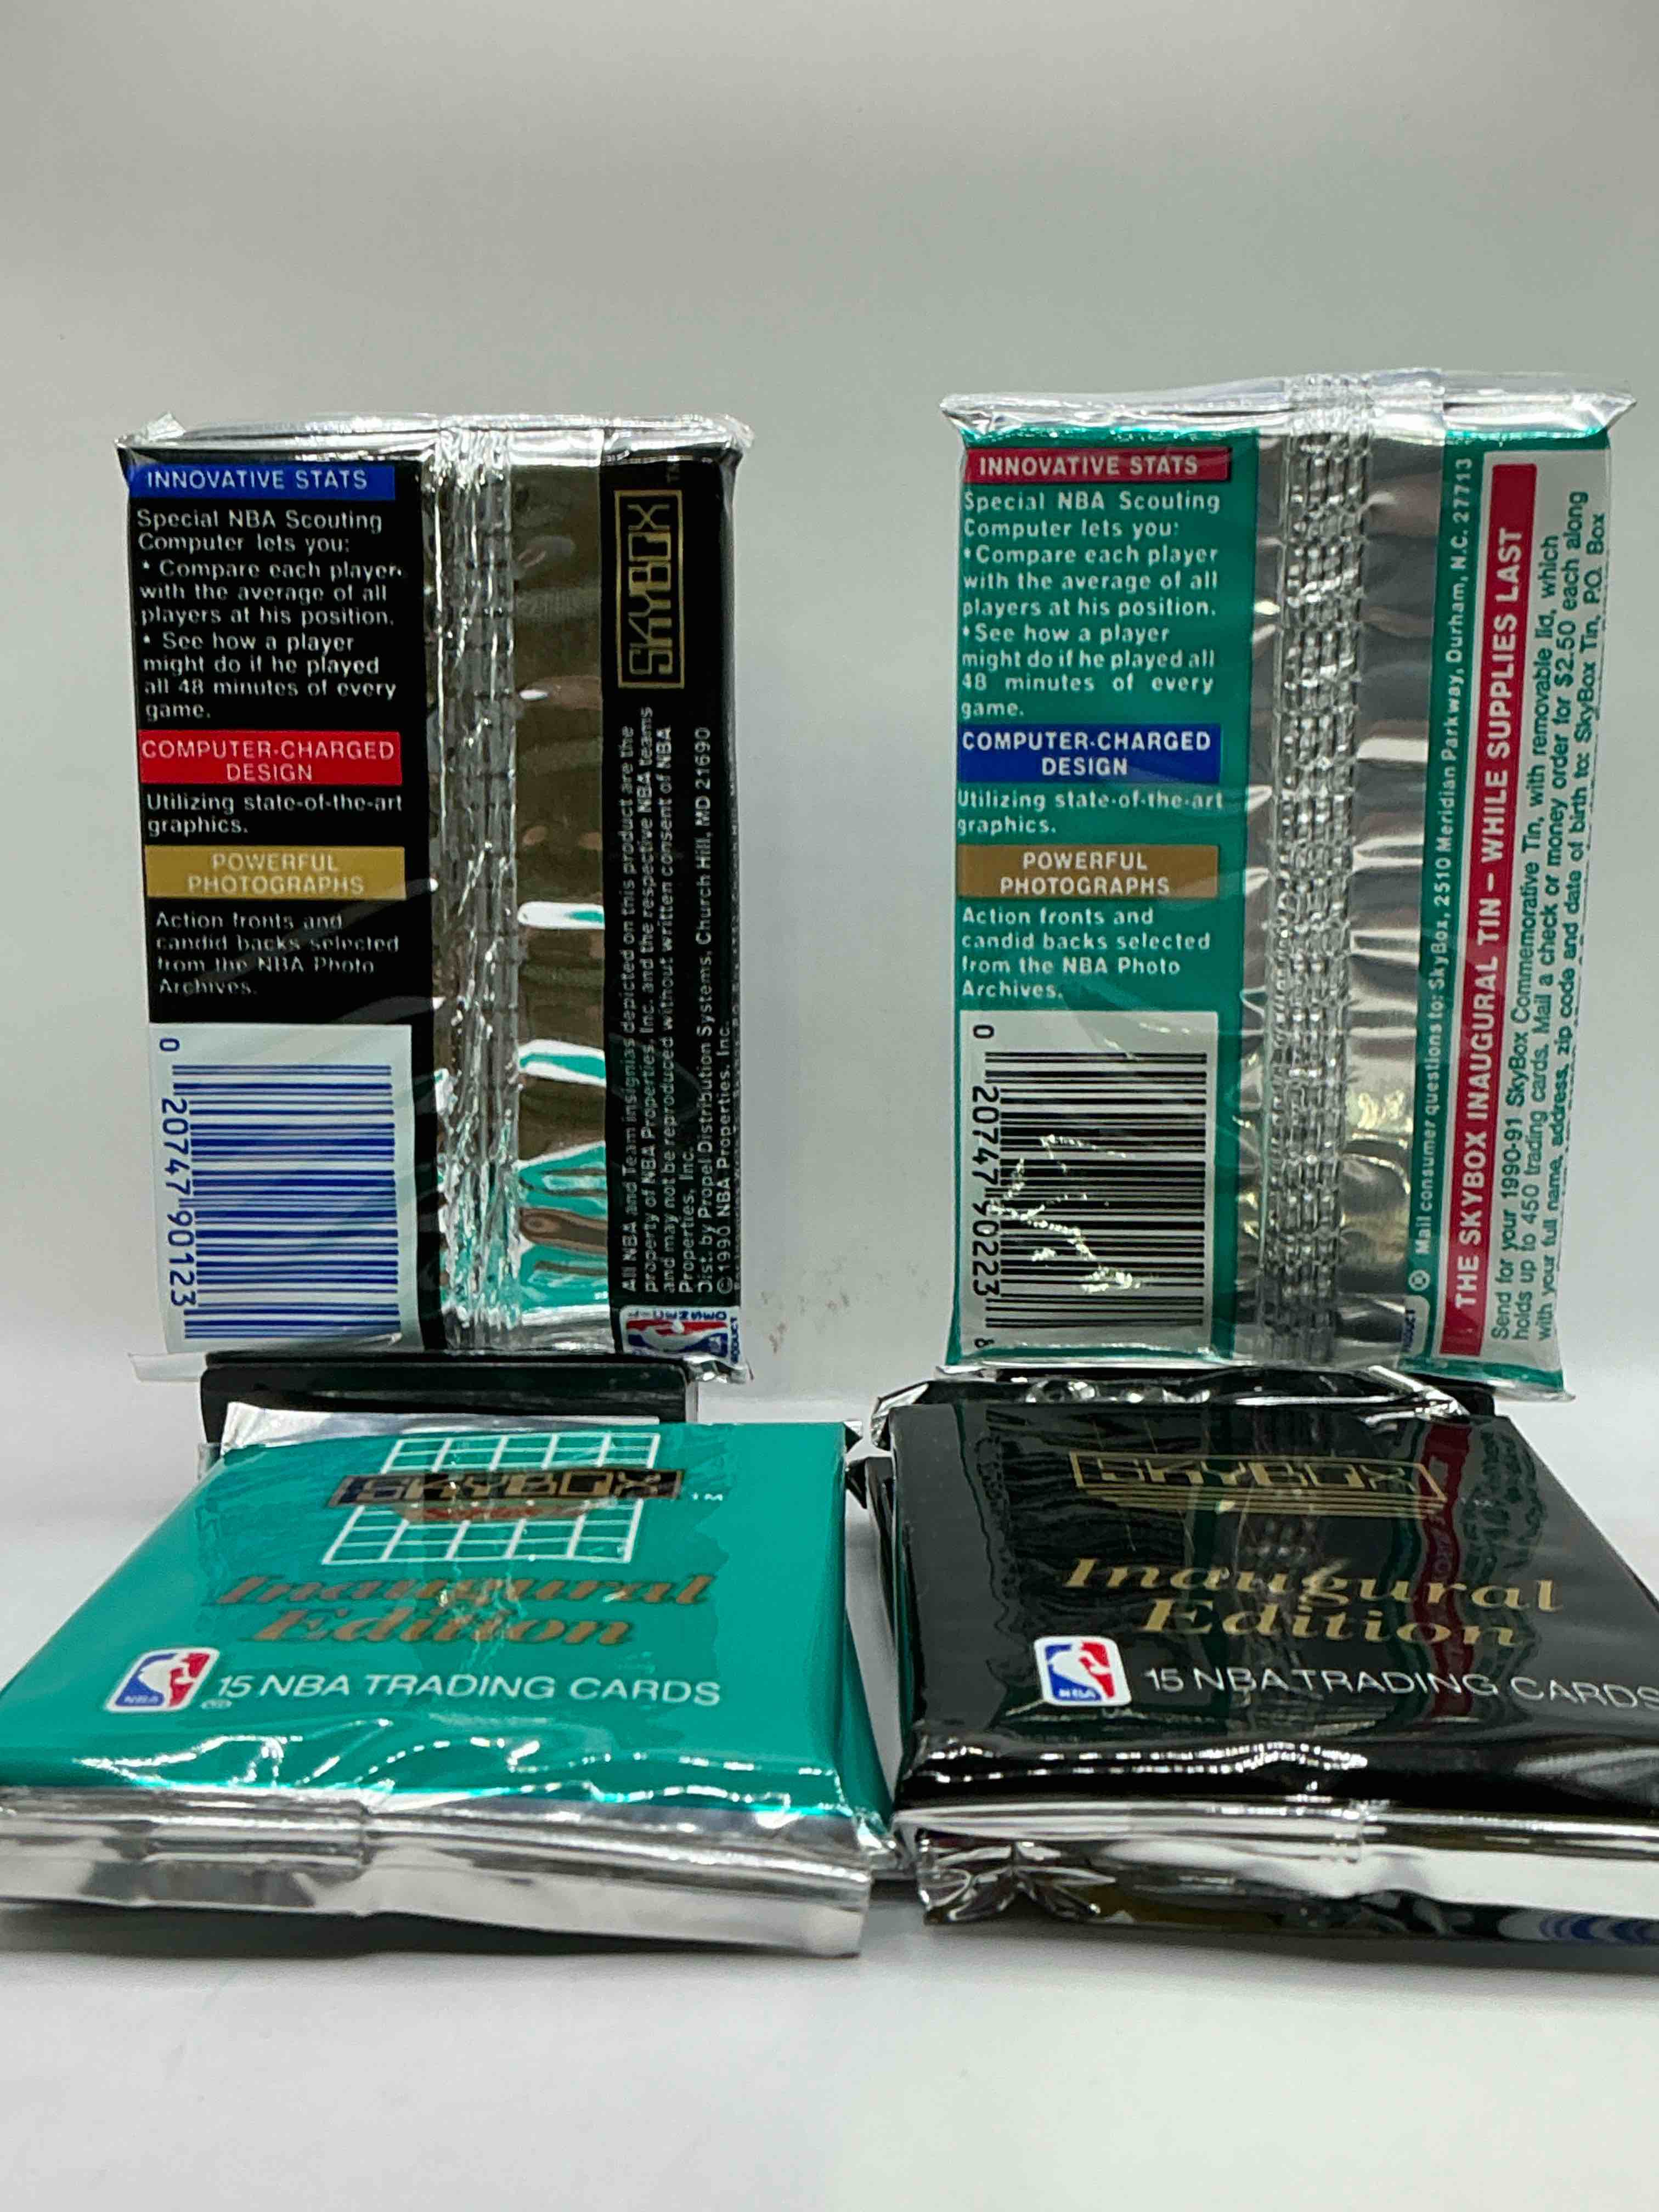 INNOVATIVE STATS
Special NBA Scouting
Computer lets you:
* Compare each player
with the average of all
players at his position.
* See how a player
might do if he played
all 48 minutes of every
game.
COMPUTER-CHARGED
DESIGN
Utilizing state-of-the-art
graphics.
POWERFUL
PHOTOGRAPHS
Action fronts and
candid backs selected
from the NBA Photo
Archives.
0 20747 90123
SKYBOX TM
All NBA and Team insignias depicted on this product are the
property of NBA Properties, Inc. and the respective NBA teams
and may not be reproduced without written consent of NBA
Properties, Inc.
Dist. by Propel Distribution Systems, Church Hill, MD 21690
© 1990 NBA Properties, Inc.
INNOVATIVE STATS
Special NBA Scouting
Computer lets you:
* Compare each player
with the average of all
players at his position.
* See how a player
might do if he played all
48 minutes of every
game.
COMPUTER-CHARGED
DESIGN
Utilizing state-of-the-art
graphics.
POWERFUL
PHOTOGRAPHS
Action fronts and
candid backs selected
from the NBA Photo
Archives.
0 20747 90223 8
Mail consumer questions to: SkyBox, 2510 Meridian Parkway, Durham, N.C. 27713
THE SKYBOX INAUGURAL TIN – WHILE SUPPLIES LAST
Send for your 1990-91 SkyBox Commemorative Tin, with removable lid, which
holds up to 450 trading cards. Mail a check or money order for $2.50 each along
with your full name, address, zip code and date of birth to: SkyBox Tin, P.O. Box
SKYBOX TM
Inaugural
Edition
NBA
15 NBA TRADING CARDS
SKYBOX
Inaugural
Edition
NBA
15 NBA TRADING CARDS